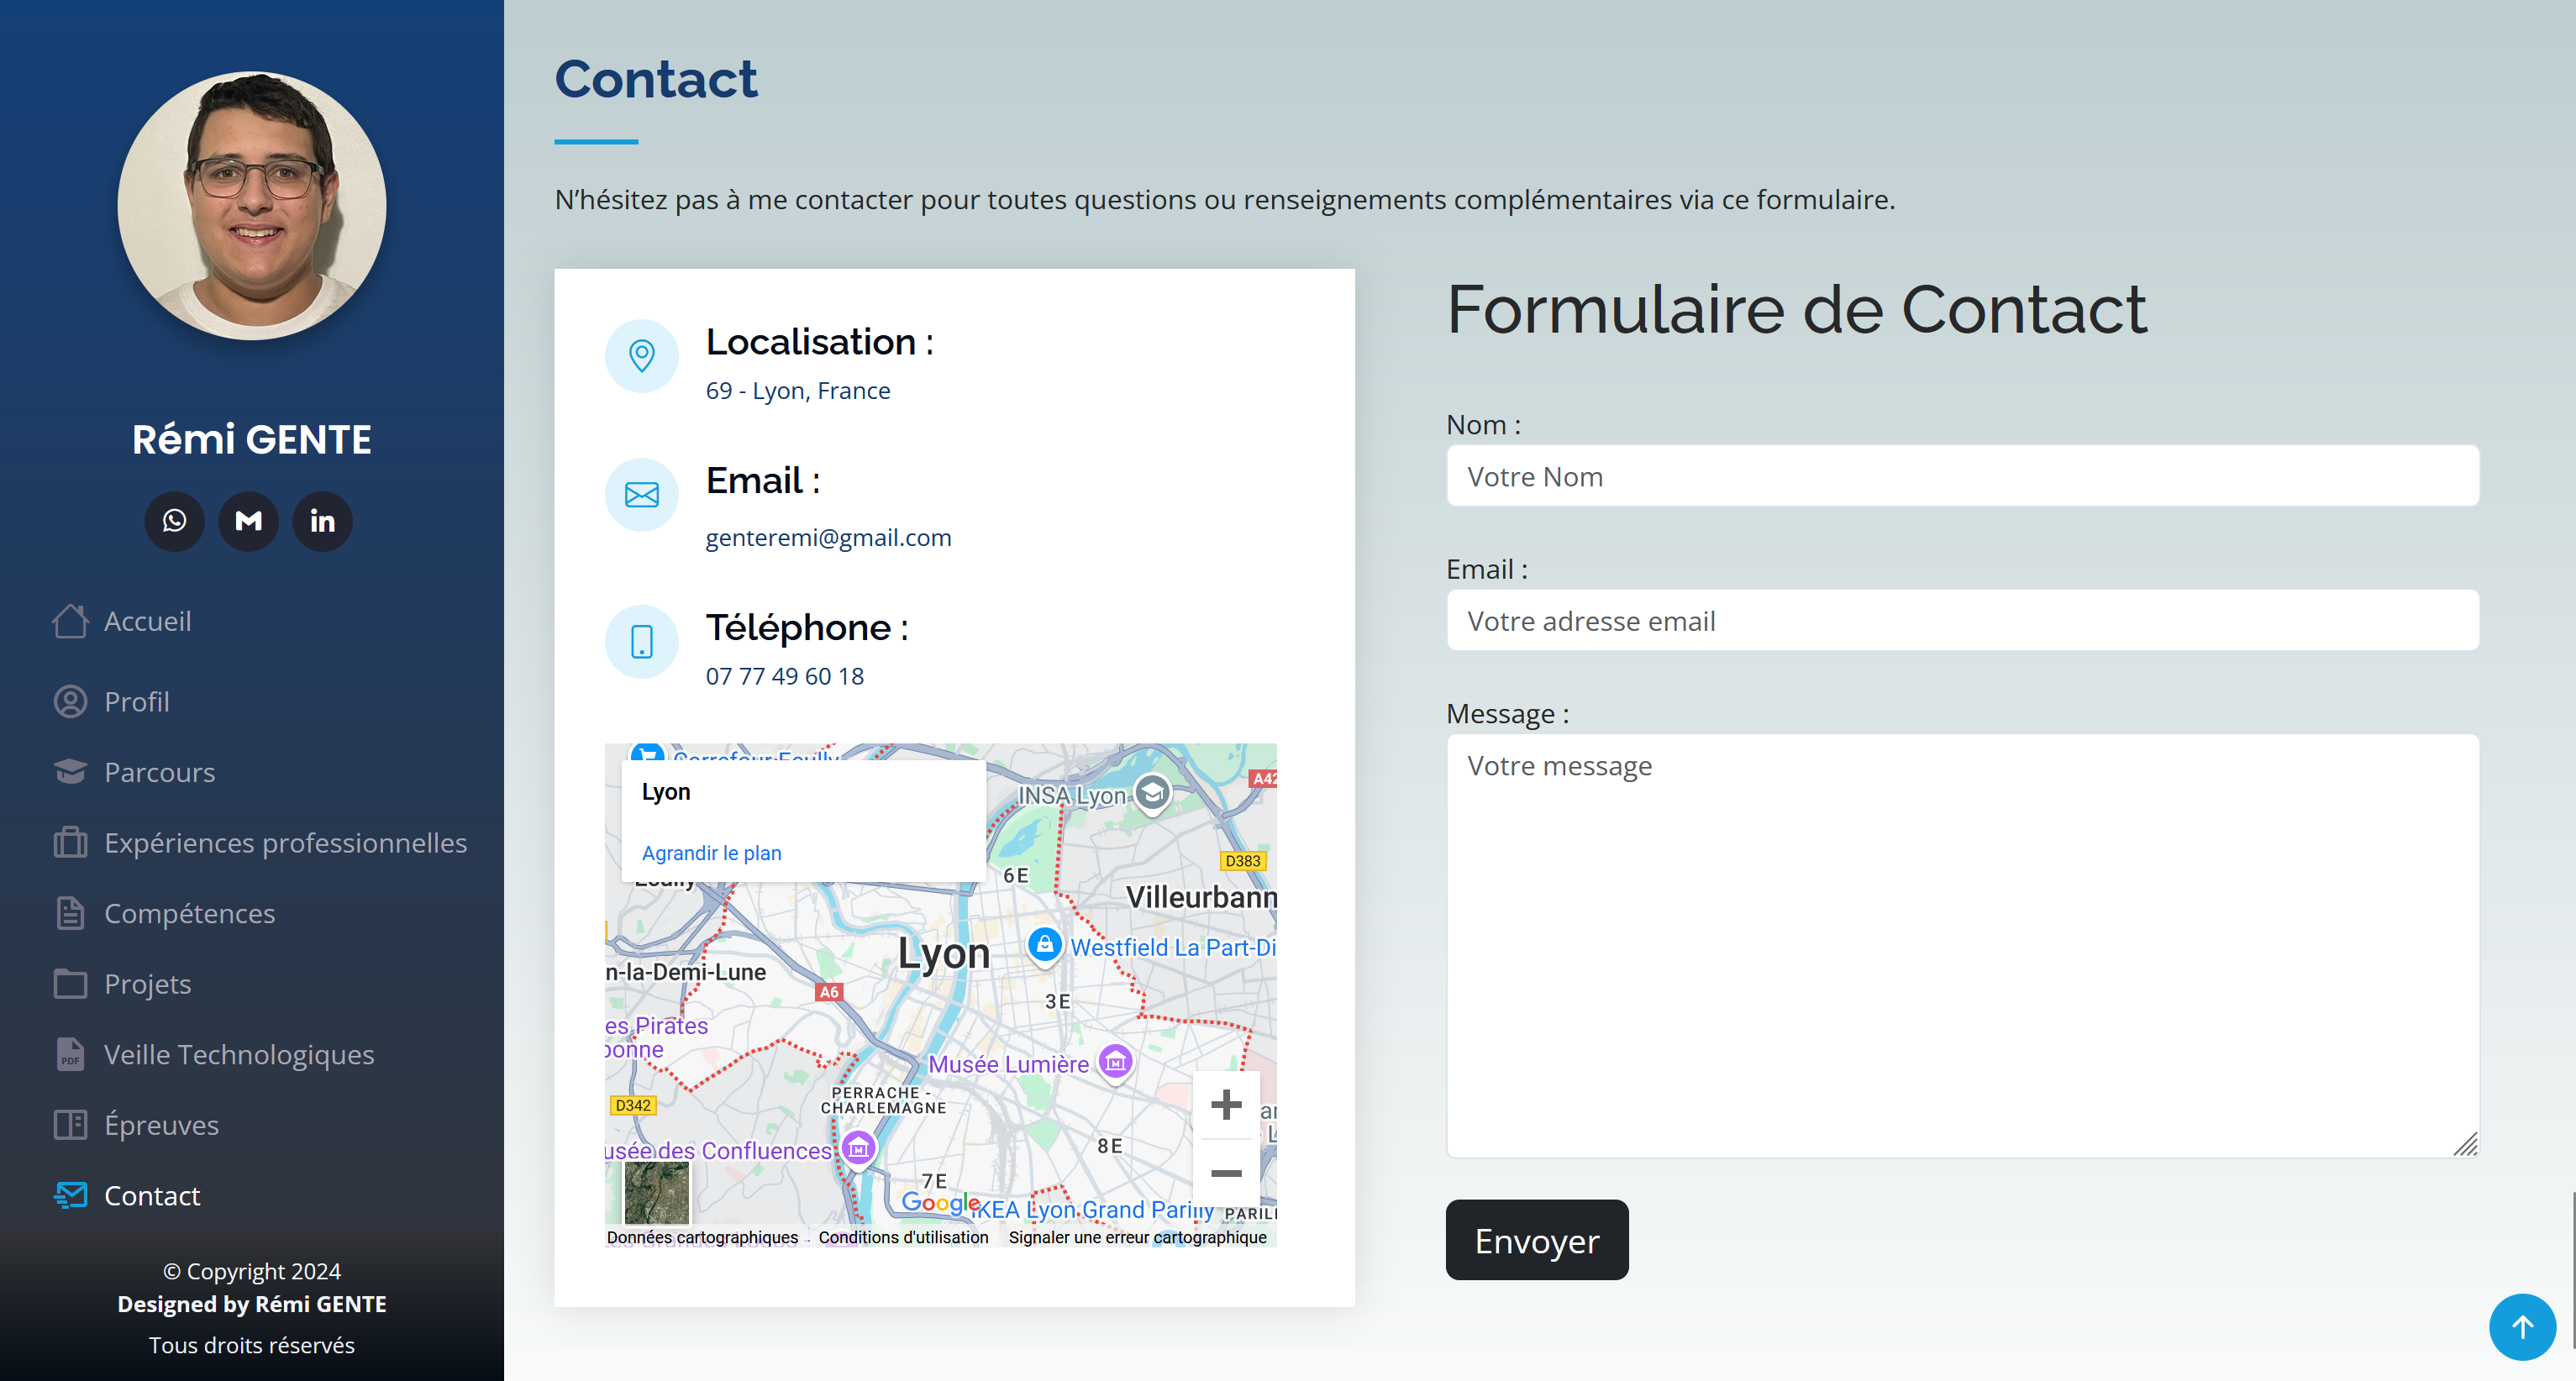 Rémi GENTE
Accueil
Profil
Parcours
Expériences professionnelles
Compétences
Projets
PDF
Veille Technologiques
Épreuves
Contact
© Copyright 2024
Designed by Rémi GENTE
Tous droits réservés
Contact
N’hésitez pas à me contacter pour toutes questions ou renseignements complémentaires via ce formulaire.
Localisation :
69 - Lyon, France
Email :
genteremi@gmail.com
Téléphone :
07 77 49 60 18
Lyon
Agrandir le plan
INSA Lyon
A42
D383
6E
Villeurbann
Lyon
Westfield La Part-Di
n-la-Demi-Lune
A6
3E
es Pirates
Musée Lumière
PERRACHE -
CHARLEMAGNE
D342
usée des Confluences
8E
7E
Google
IKEA Lyon Grand Parilly
PARILI
Données cartographiques
Conditions d'utilisation
Signaler une erreur cartographique
Formulaire de Contact
Nom :
Votre Nom
Email :
Votre adresse email
Message :
Votre message
Envoyer